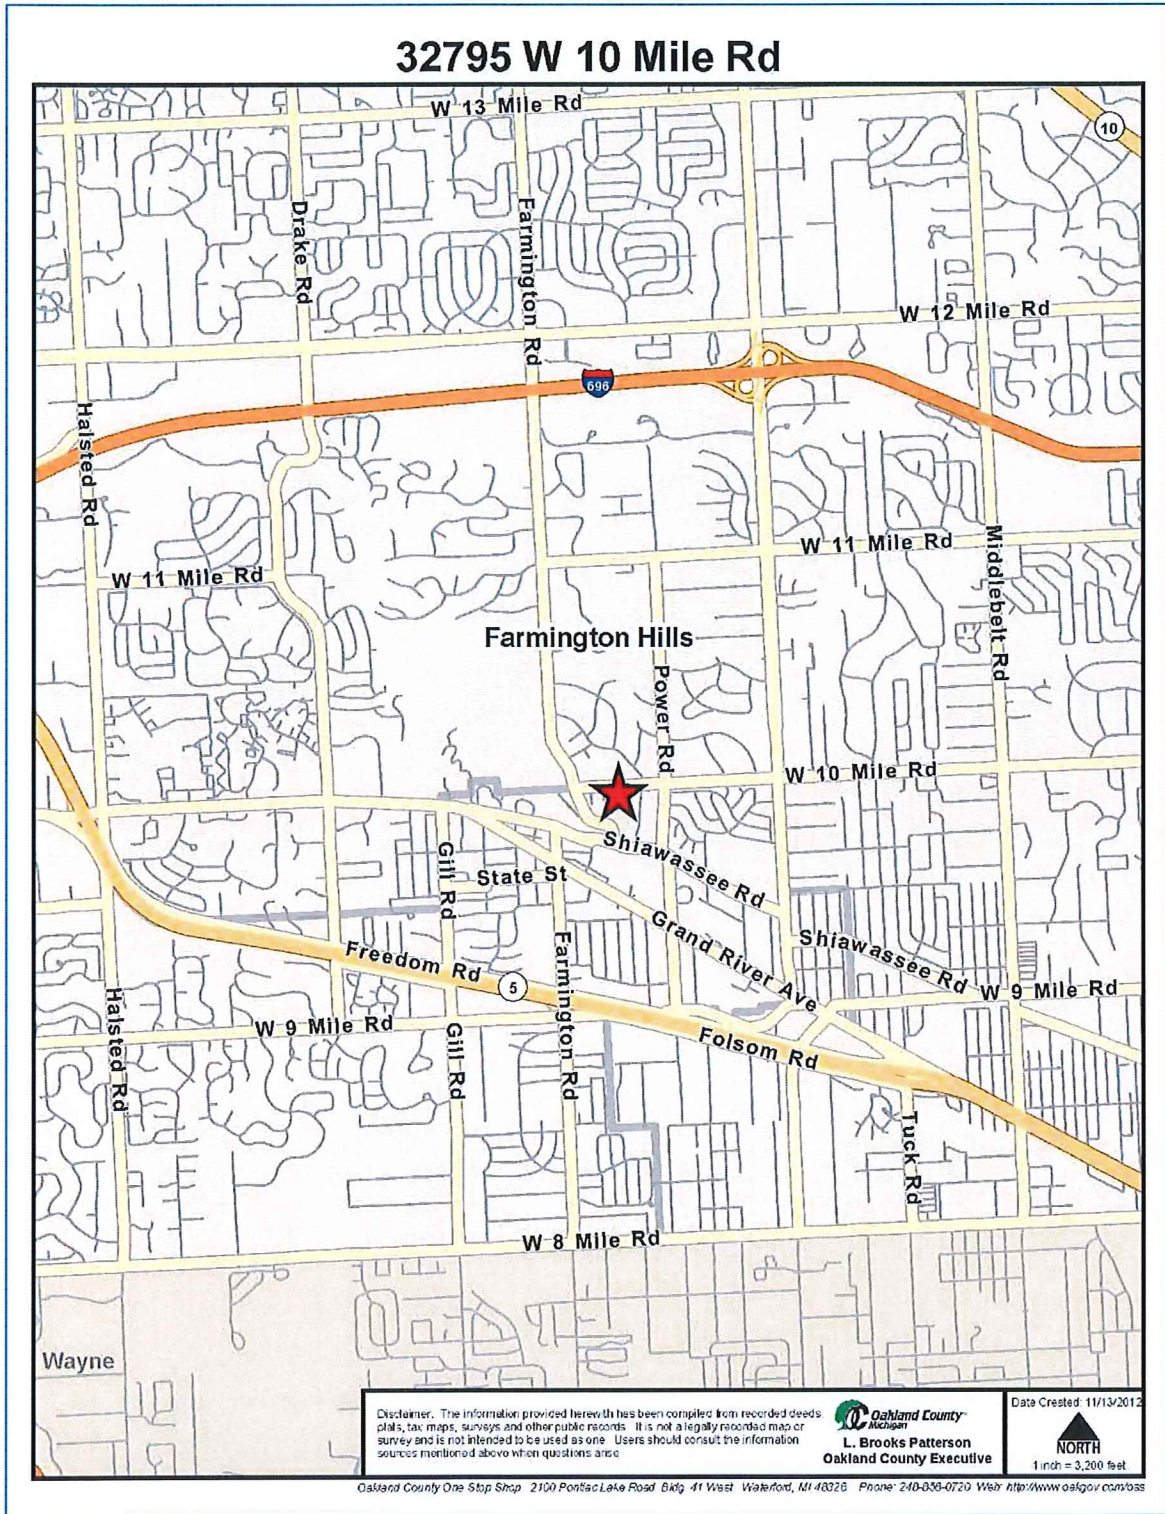 32795 W 10 Mile Rd
W 13 Mile Rd
10
Drake Rd
Farmington Rd
W 12 Mile Rd
696
Halsted Rd
W 11 Mile Rd
Middlebelt Rd
W 11 Mile Rd
Farmington Hills
Power Rd
W 10 Mile Rd
Shiawassee Rd
Gill Rd
State St
Grand River Ave
Shiawassee Rd
Freedom Rd
5
Farmington Rd
W 9 Mile Rd
Halsted Rd
W 9 Mile Rd
Gill Rd
Folsom Rd
Tuck Rd
W 8 Mile Rd
Wayne
Disclaimer: The information provided herewith has been compiled from recorded deeds,
plats, tax maps, surveys and other public records. It is not a legally recorded map or
survey and is not intended to be used as one. Users should consult the information
sources mentioned above when questions arise.
Oakland County
Michigan
L. Brooks Patterson
Oakland County Executive
Date Created: 11/13/2012
NORTH
1 inch = 3,200 feet
Oakland County One Stop Shop 2100 Pontiac Lake Road Bldg. 41 West Waterford, MI 48328 Phone: 248-858-0720 Web: http://www.oakgov.com/oss